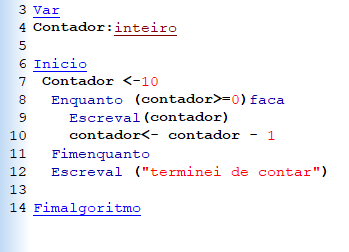 3 Var
4 Contador:inteiro
5
6 Inicio
7 Contador <-10
8 Enquanto (contador>=0)faca
9 Escreval(contador)
10 contador<- contador - 1
11 Fimenquanto
12 Escreval ("terminei de contar")
13
14 Fimalgoritmo